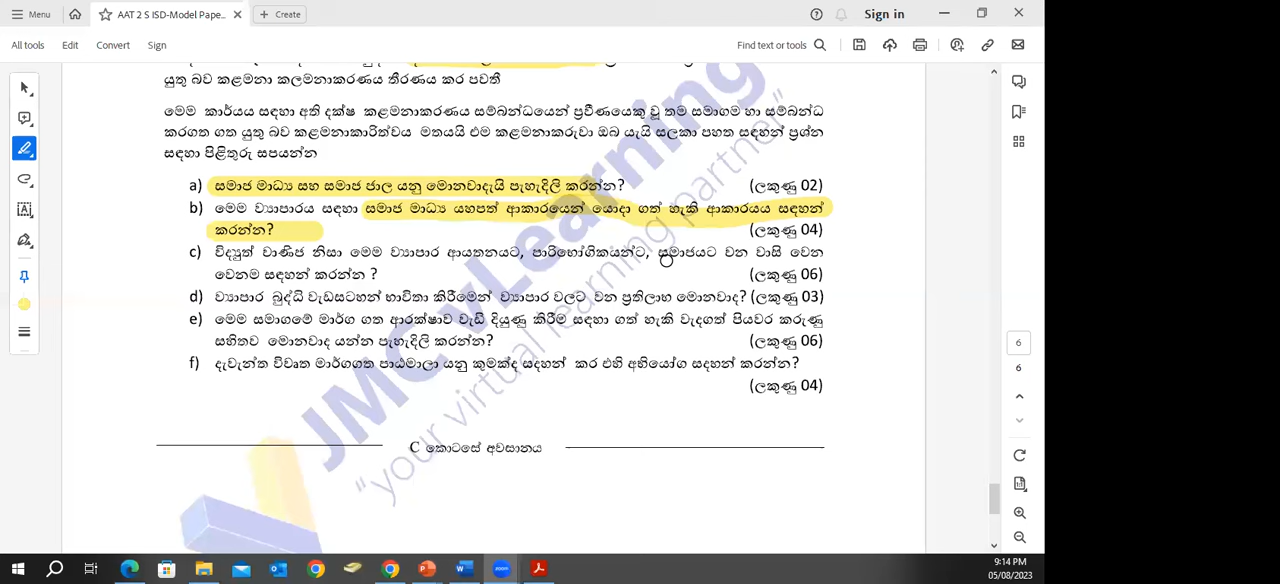 Menu
AAT 2 S ISD-Model Pape...
Create
Sign in
All tools Edit Convert Sign
Find text or tools
යුතු බව කළමනා කලමනාකරණය තීරණය කර පවතී
මෙම කාර්යය සඳහා අති දක්ෂ කළමනාකරණය සම්බන්ධයෙන් ප්‍රවීණයෙකු වූ තම සමාගම හා සම්බන්ධ
කරගත ගත යුතු බව කළමනාකාරිත්වය මතයයි එම කළමනාකරුවා ඔබ යැයි සලකා පහත සඳහන් ප්‍රශ්න
සඳහා පිළිතුරු සපයන්න
a) සමාජ මාධ්‍ය සහ සමාජ ජාල යනු මොනවාදැයි පැහැදිලි කරන්න? (ලකුණු 02)
b) මෙම ව්‍යාපාරය සඳහා සමාජ මාධ්‍ය යහපත් ආකාරයෙන් යොදා ගත් හැකි ආකාරයය සඳහන්
කරන්න? (ලකුණු 04)
c) විද්‍යුත් වාණිජ නිසා මෙම ව්‍යාපාර ආයතනයට, පාරිභෝගිකයන්ට, සමාජයට වන වාසි වෙන
වෙනම සඳහන් කරන්න ? (ලකුණු 06)
d) ව්‍යාපාර බුද්ධි වැඩසටහන් භාවිතා කිරීමෙන් ව්‍යාපාර වලට වන ප්‍රතිලාභ මොනවාද? (ලකුණු 03)
e) මෙම සමාගමේ මාර්ග ගත ආරක්ෂාව වැඩි දියුණු කිරීම සඳහා ගත් හැකි වැදගත් පියවර කරුණු
සහිතව මොනවාද යන්න පැහැදිලි කරන්න? (ලකුණු 06)
f) දැවැන්ත විවෘත මාර්ගගත පාඨමාලා යනු කුමක්ද සඳහන් කර එහි අභියෝග සඳහන් කරන්න?
(ලකුණු 04)
C කොටසේ අවසානය
JMC vLearning
"your virtual learning partner"
6
6
9:14 PM
05/08/2023